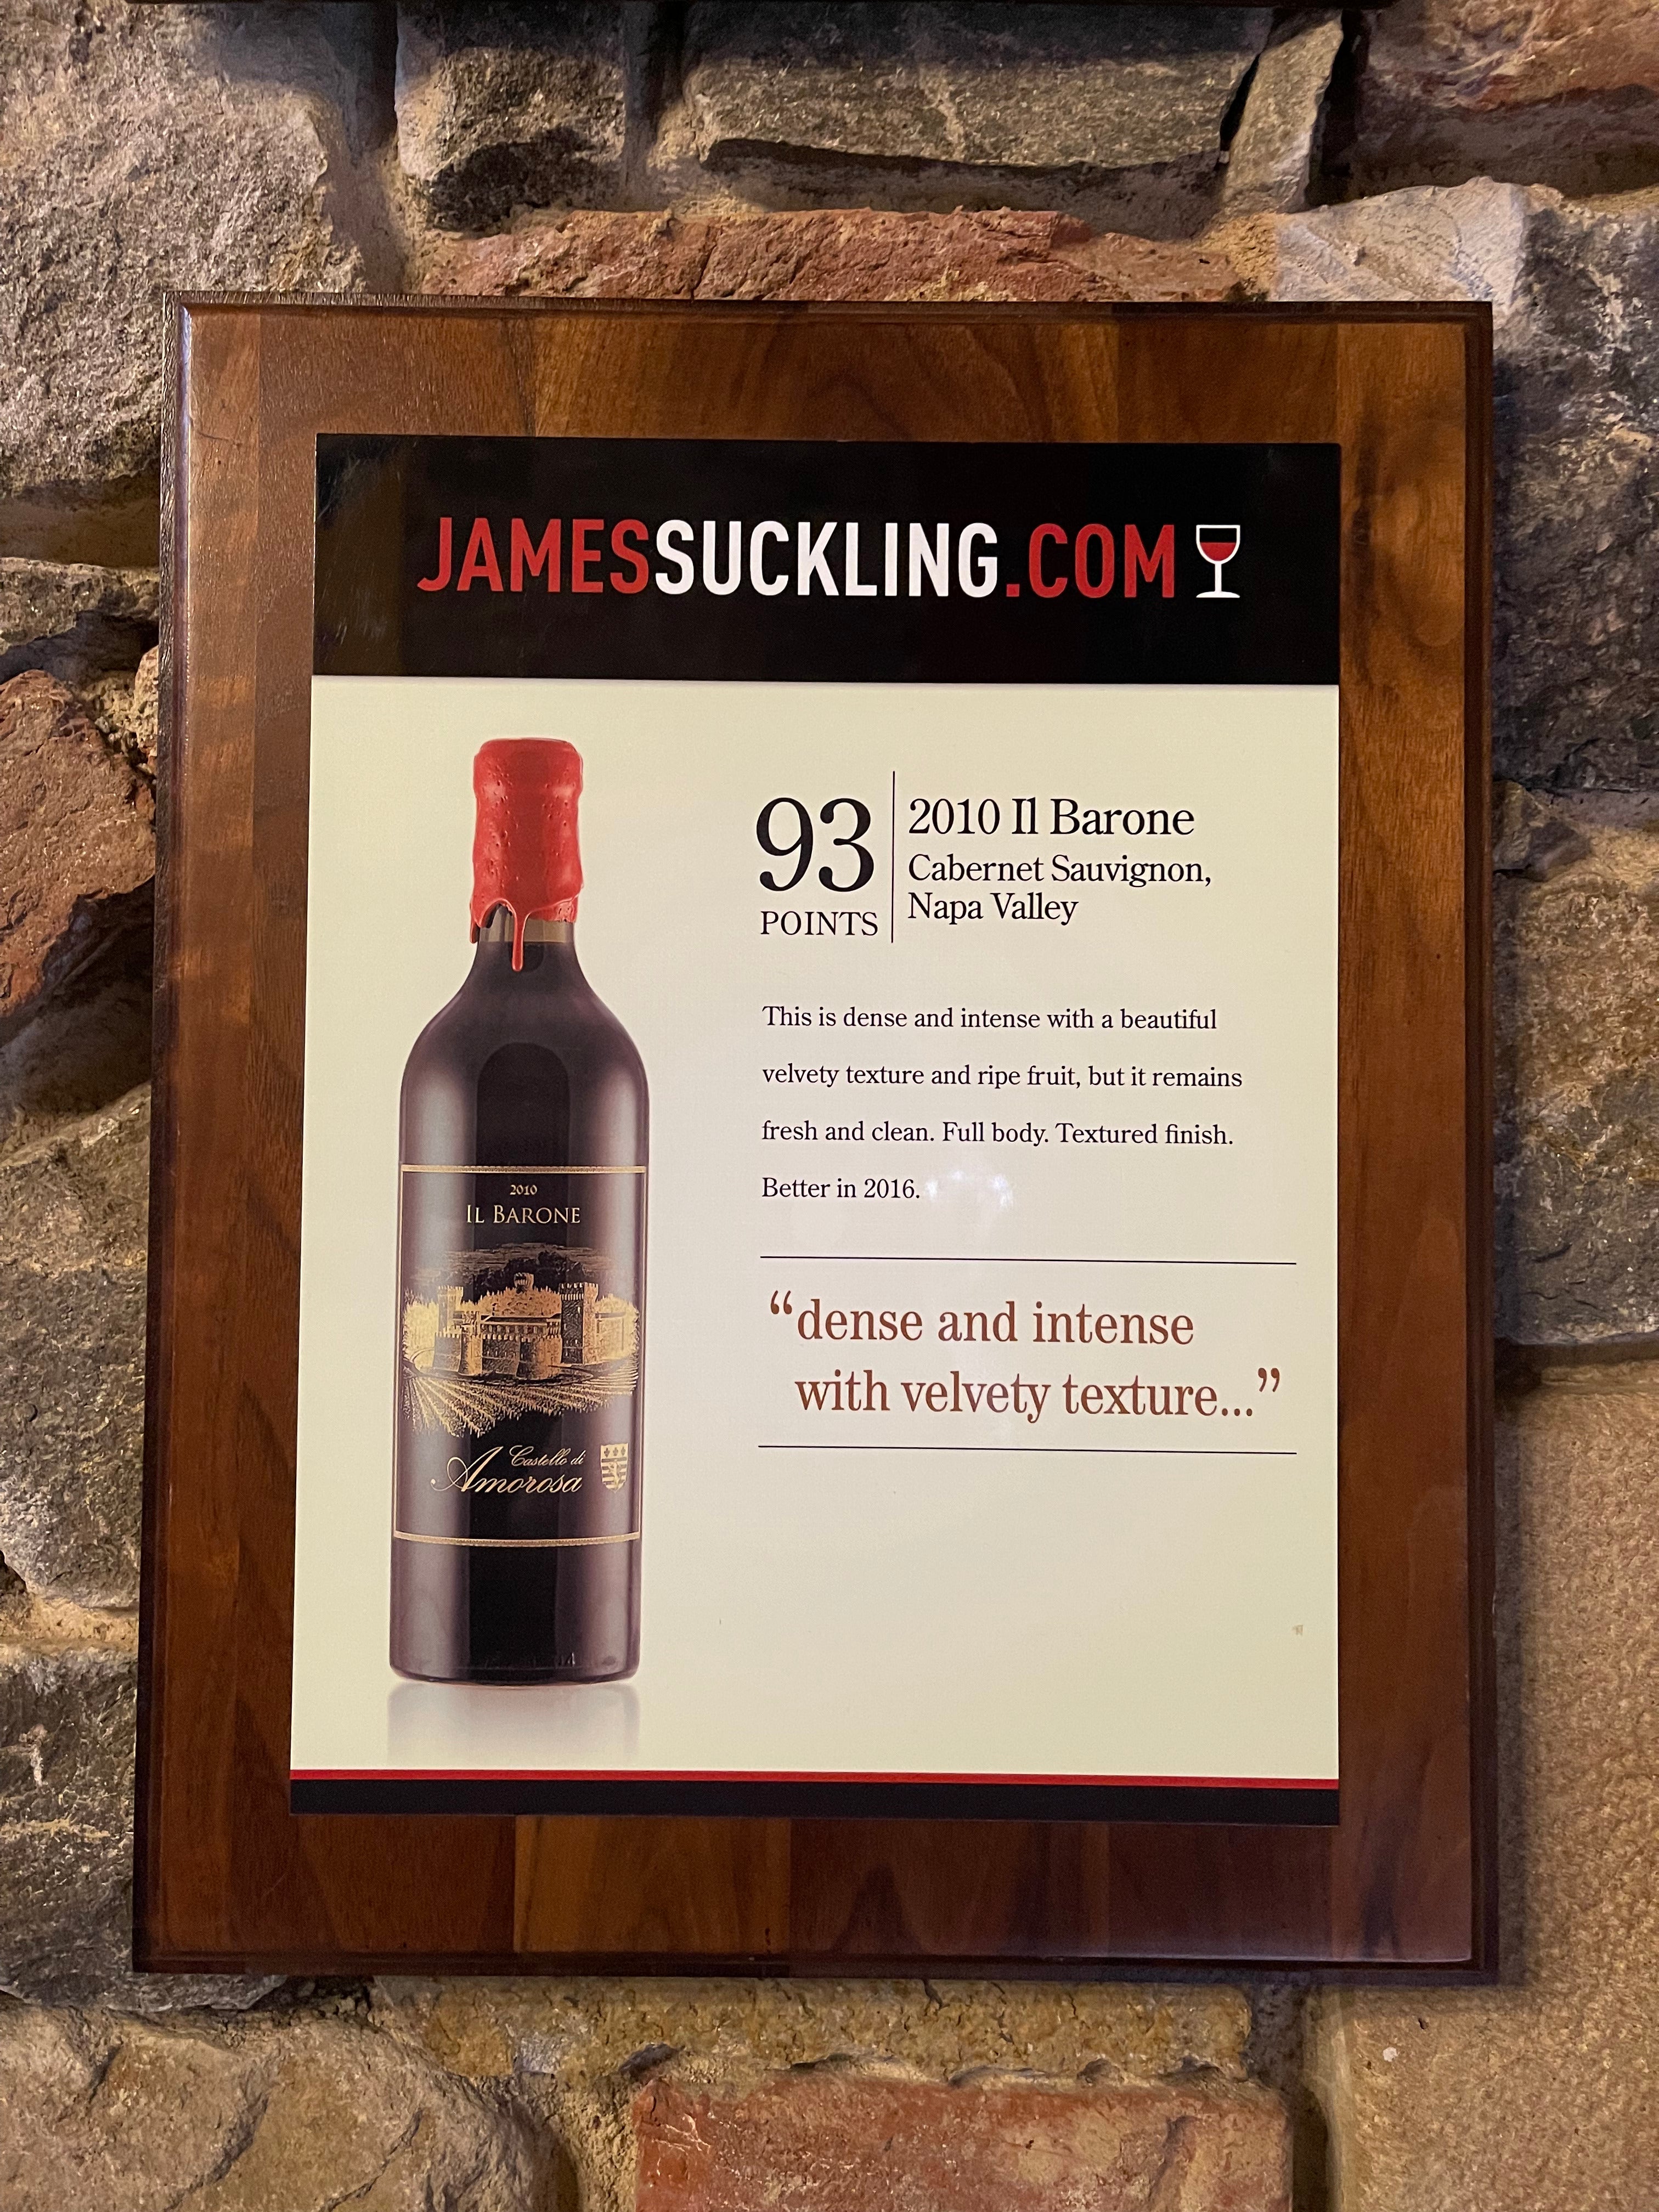 JAMESSUCKLING.COM
93
POINTS
2010 Il Barone
Cabernet Sauvignon,
Napa Valley
This is dense and intense with a beautiful
velvety texture and ripe fruit, but it remains
fresh and clean. Full body. Textured finish.
Better in 2016.
“dense and intense
with velvety texture...”
2010
IL BARONE
Castello di
Amorosa